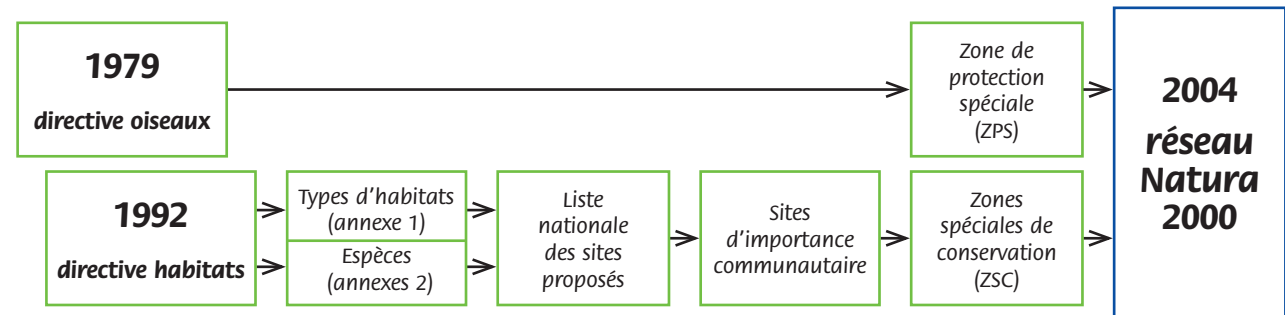 1979
directive oiseaux
Zone de
protection
spéciale
(ZPS)
1992
directive habitats
Types d'habitats
(annexe 1)
Espèces
(annexes 2)
Liste
nationale
des sites
proposés
Sites
d'importance
communautaire
Zones
spéciales de
conservation
(ZSC)
2004
réseau
Natura
2000